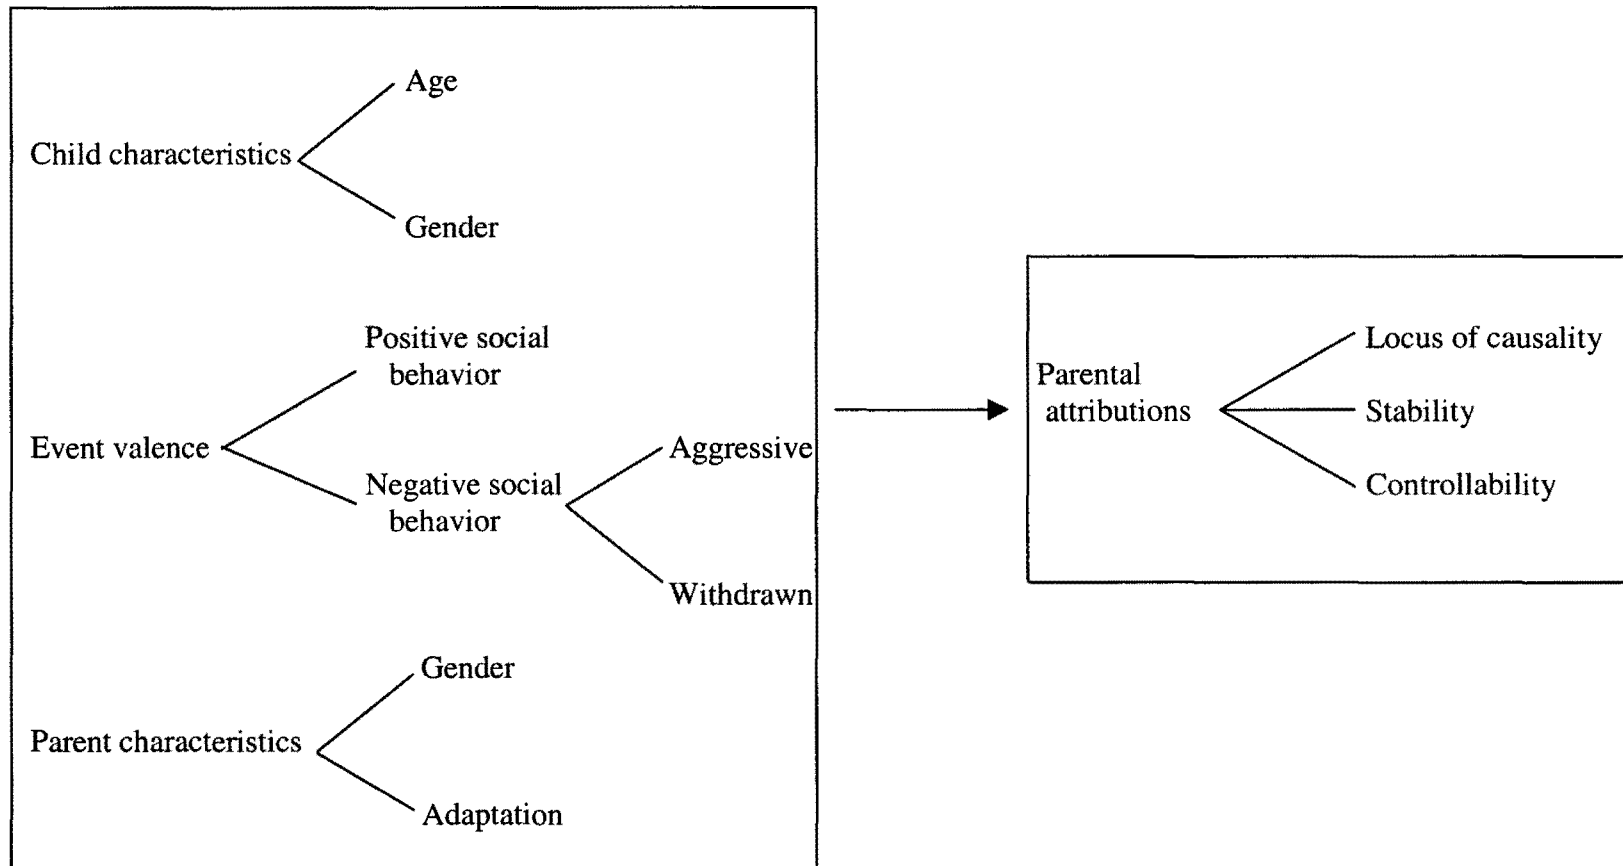 Age
Child characteristics
Gender
Positive social
behavior
Event valence
Negative social
behavior
Aggressive
Withdrawn
Gender
Parent characteristics
Adaptation
Parental
attributions
Locus of causality
Stability
Controllability